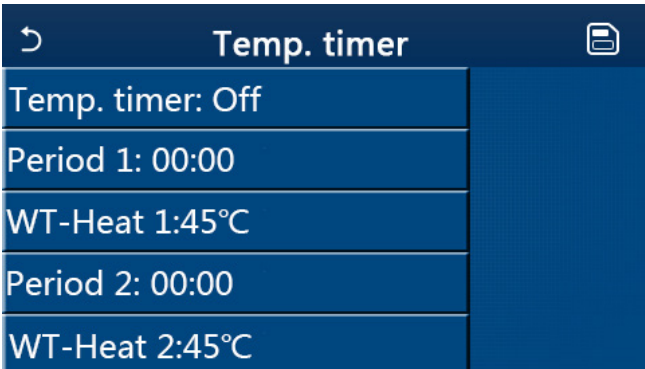 Temp. timer
Temp. timer: Off
Period 1: 00:00
WT-Heat 1:45℃
Period 2: 00:00
WT-Heat 2:45℃